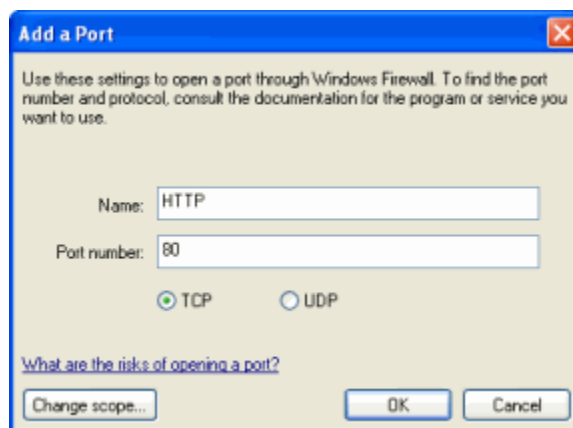 Add a Port
Use these settings to open a port through Windows Firewall. To find the port
number and protocol, consult the documentation for the program or service you
want to use.
Name: HTTP
Port number: 80
TCP UDP
What are the risks of opening a port?
Change scope... OK Cancel